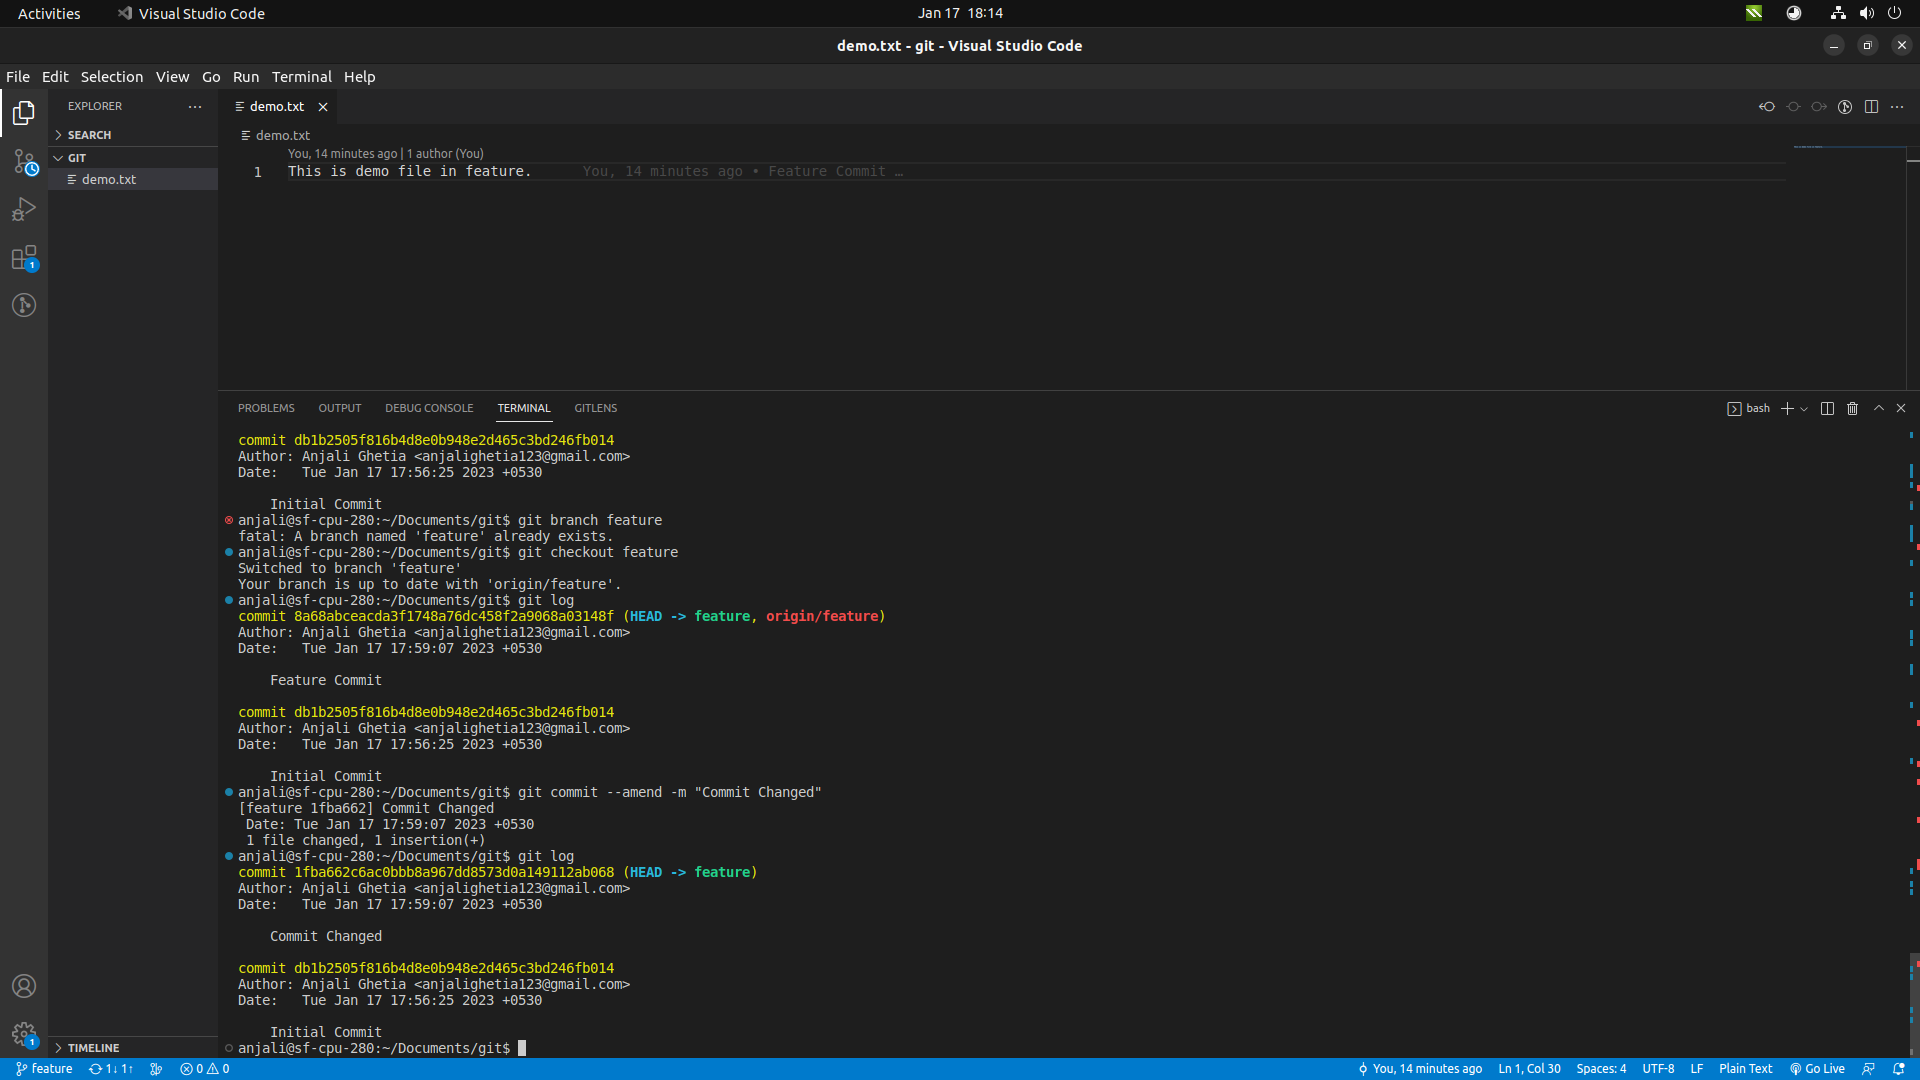 Activities
Visual Studio Code
Jan 17 18:14
demo.txt - git - Visual Studio Code
File Edit Selection View Go Run Terminal Help
EXPLORER
SEARCH
GIT
demo.txt
TIMELINE
1
1
demo.txt
demo.txt
You, 14 minutes ago | 1 author (You)
1 This is demo file in feature. You, 14 minutes ago • Feature Commit …
PROBLEMS OUTPUT DEBUG CONSOLE TERMINAL GITLENS
bash
commit db1b2505f816b4d8e0b948e2d465c3bd246fb014
Author: Anjali Ghetia <anjalighetia123@gmail.com>
Date: Tue Jan 17 17:56:25 2023 +0530
Initial Commit
anjali@sf-cpu-280:~/Documents/git$ git branch feature
fatal: A branch named 'feature' already exists.
anjali@sf-cpu-280:~/Documents/git$ git checkout feature
Switched to branch 'feature'
Your branch is up to date with 'origin/feature'.
anjali@sf-cpu-280:~/Documents/git$ git log
commit 8a68abceacda3f1748a76dc458f2a9068a03148f (HEAD -> feature, origin/feature)
Author: Anjali Ghetia <anjalighetia123@gmail.com>
Date: Tue Jan 17 17:59:07 2023 +0530
Feature Commit
commit db1b2505f816b4d8e0b948e2d465c3bd246fb014
Author: Anjali Ghetia <anjalighetia123@gmail.com>
Date: Tue Jan 17 17:56:25 2023 +0530
Initial Commit
anjali@sf-cpu-280:~/Documents/git$ git commit --amend -m "Commit Changed"
[feature 1fba662] Commit Changed
Date: Tue Jan 17 17:59:07 2023 +0530
1 file changed, 1 insertion(+)
anjali@sf-cpu-280:~/Documents/git$ git log
commit 1fba662c6ac0bbb8a967dd8573d0a149112ab068 (HEAD -> feature)
Author: Anjali Ghetia <anjalighetia123@gmail.com>
Date: Tue Jan 17 17:59:07 2023 +0530
Commit Changed
commit db1b2505f816b4d8e0b948e2d465c3bd246fb014
Author: Anjali Ghetia <anjalighetia123@gmail.com>
Date: Tue Jan 17 17:56:25 2023 +0530
Initial Commit
anjali@sf-cpu-280:~/Documents/git$
feature 1↓ 1↑ 0 0 You, 14 minutes ago Ln 1, Col 30 Spaces: 4 UTF-8 LF Plain Text Go Live